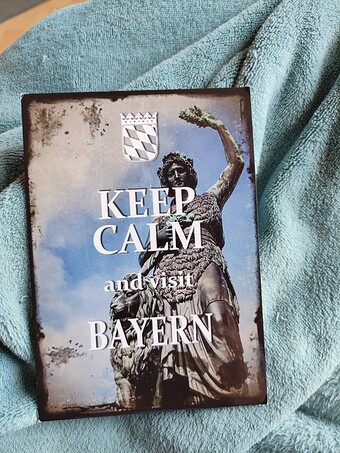 KEEP
CALM
and visit
BAYERN